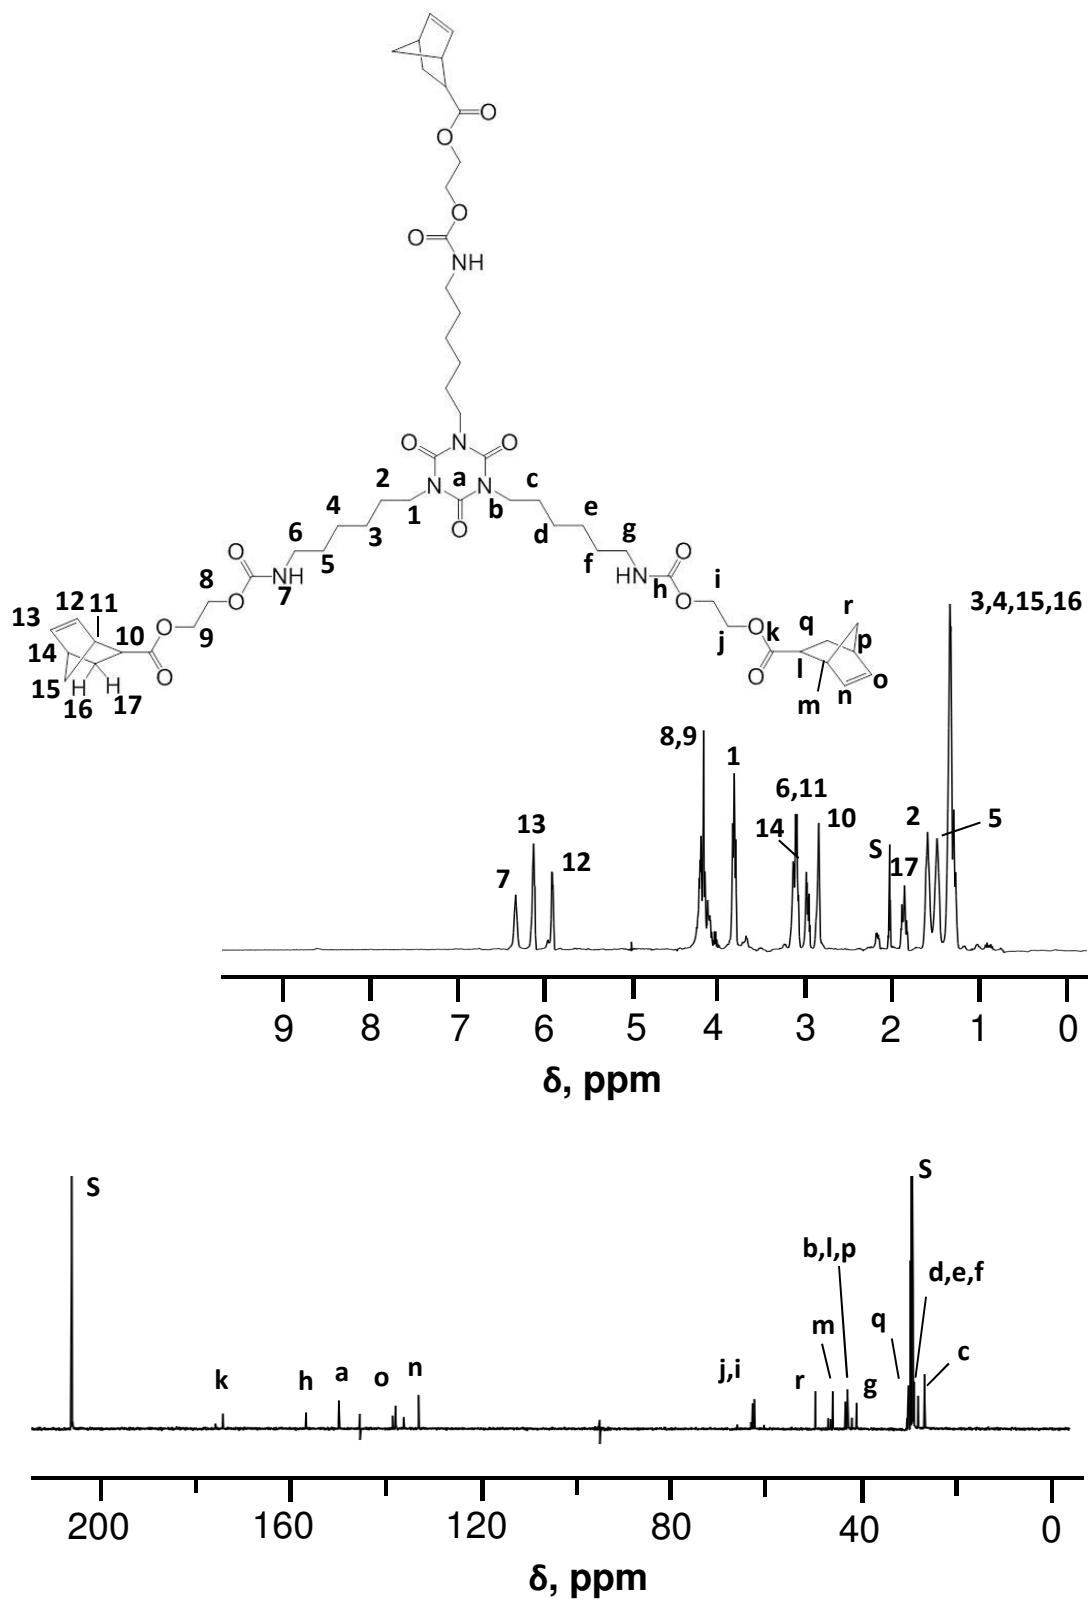 O
O
O
O
NH
O N O
2 a c
N N
4 1 b e
3 O d g
6 f
5
O O
8 NH HN h i
12 11 7 O O r
13 O q
10 O 9 j O k p
14 O O l o
15 H H n
16 17 m
3,4,15,16
8,9
1
6,11
13 14 10 2 5
12 S
7 17
9 8 7 6 5 4 3 2 1 0
δ, ppm
S S
b,l,p
d,e,f
m q
k h a o n j,i r g c
200 160 120 80 40 0
δ, ppm